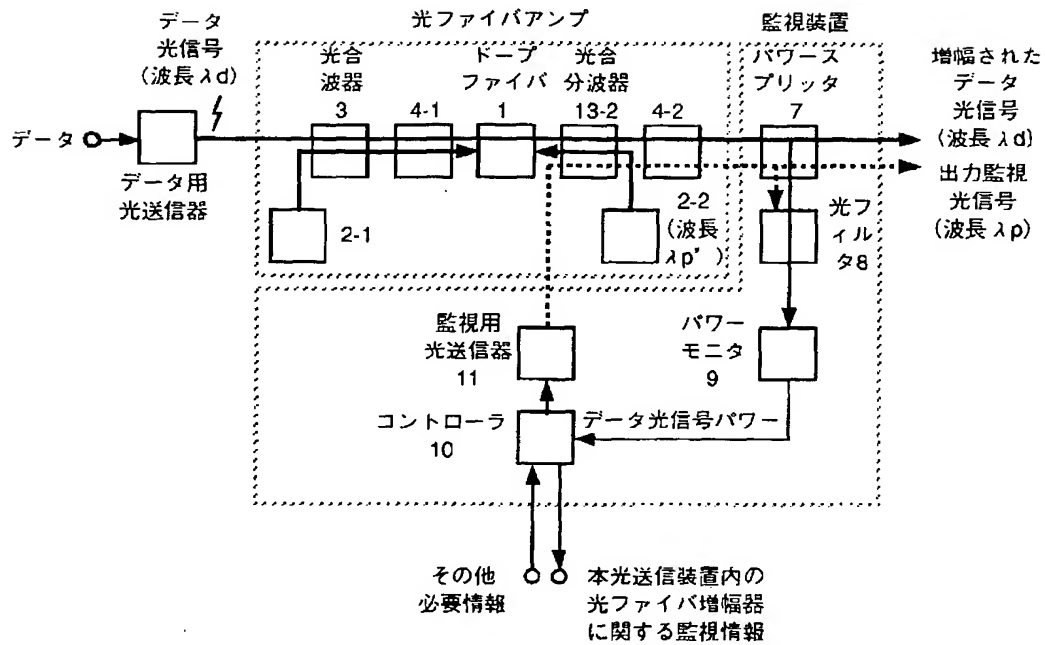 光ファイバアンプ
監視装置
データ
光信号
(波長 λd)
光合
波器
3
4-1
ドープ
ファイバ
1
光合
分波器
13-2
4-2
パワース
プリッタ
7
増幅された
データ
光信号
(波長 λd)
データ
データ用
光送信器
出力監視
光信号
(波長 λp)
2-1
2-2
(波長
λp")
光フ
ィル
タ8
監視用
光送信器
11
パワー
モニタ
9
コントローラ
10
データ光信号パワー
その他
必要情報
本光送信装置内の
光ファイバ増幅器
に関する監視情報